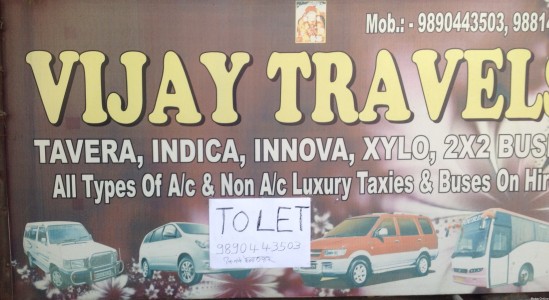 Mob.: - 9890443503, 9881
VIJAY TRAVELS
TAVERA, INDICA, INNOVA, XYLO, 2X2 BUS
All Types Of A/c & Non A/c Luxury Taxies & Buses On Hir
TO LET
9890443503